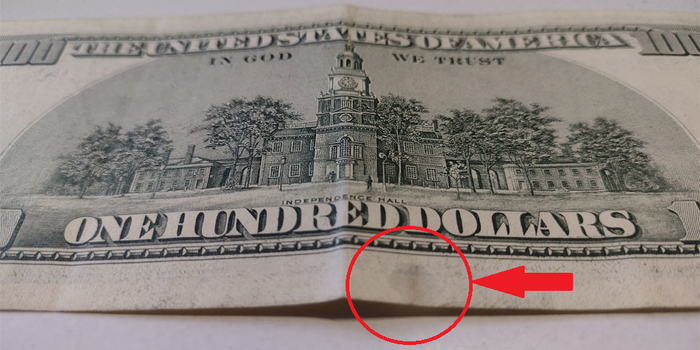 THE UNITED STATES OF AMERICA
IN GOD WE TRUST
INDEPENDENCE HALL
ONE HUNDRED DOLLARS